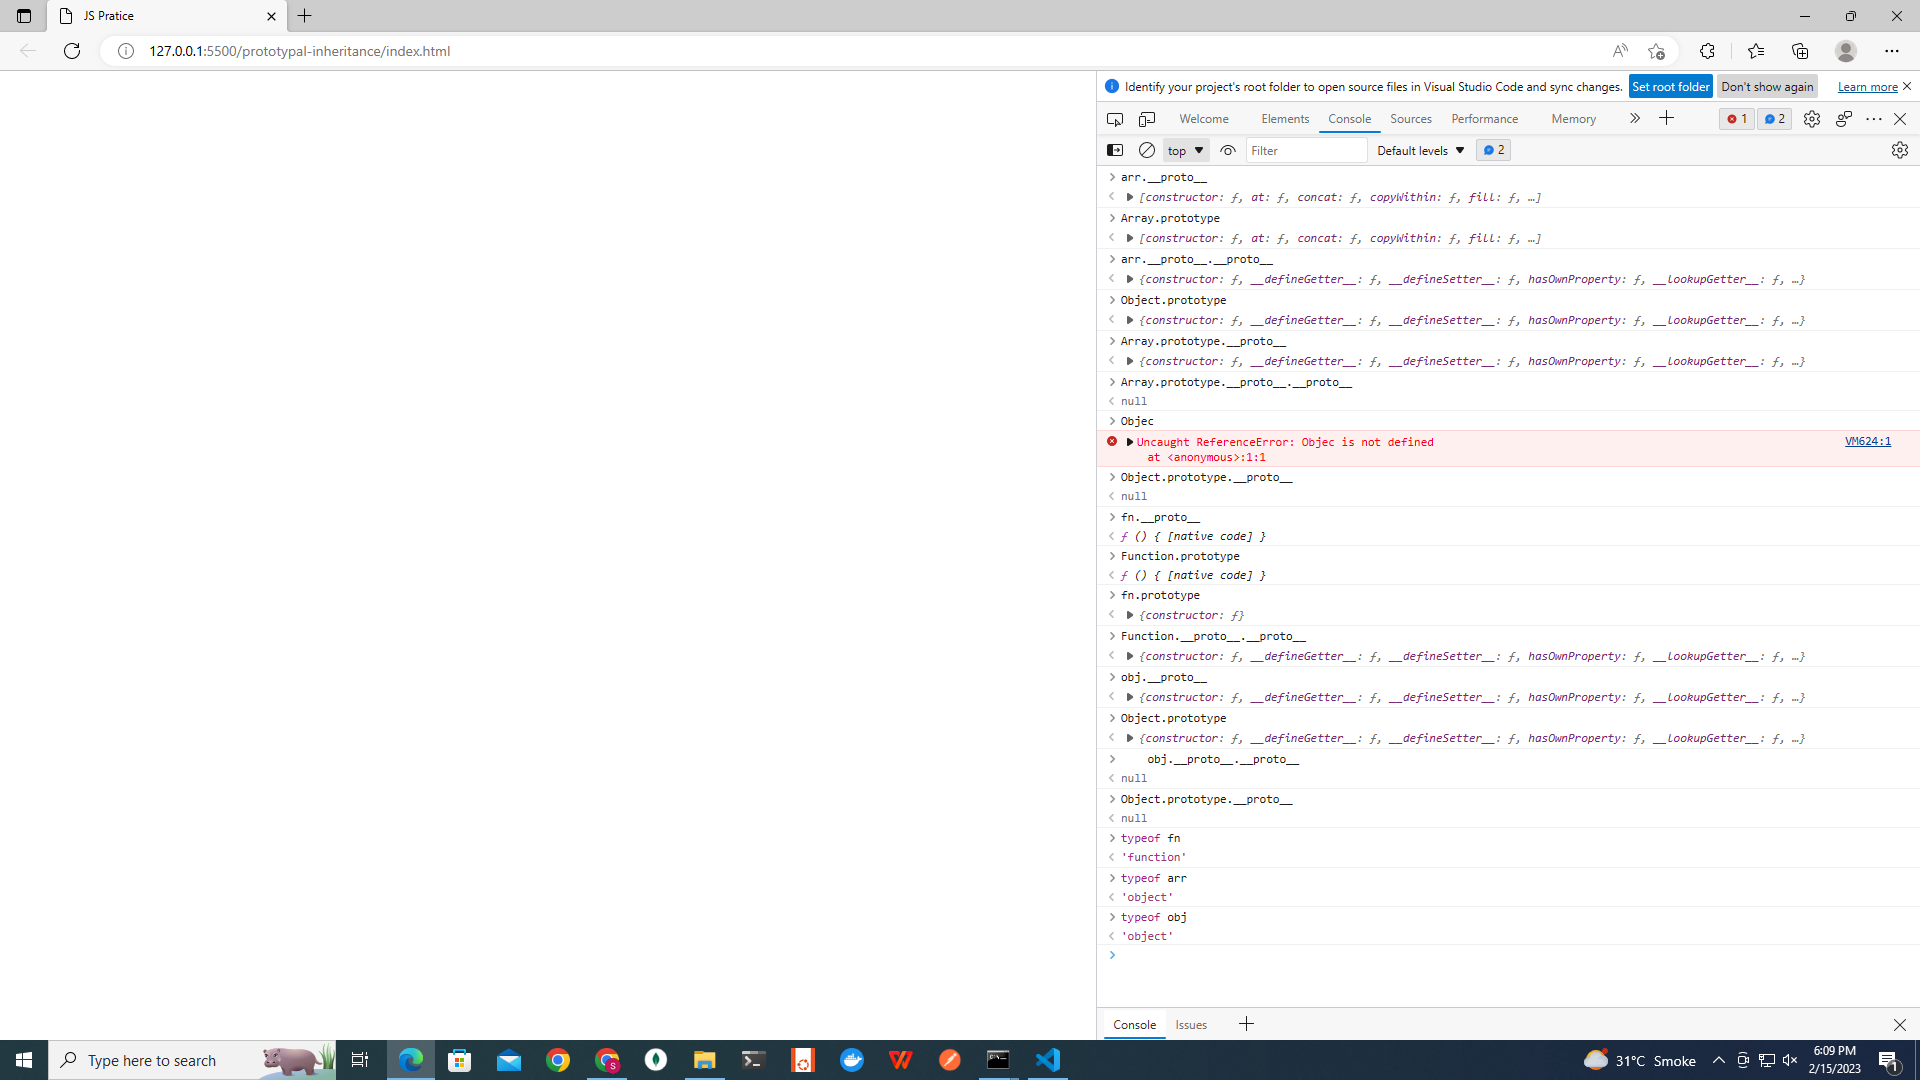 JS Pratice
127.0.0.1:5500/prototypal-inheritance/index.html
Identify your project's root folder to open source files in Visual Studio Code and sync changes. Set root folder Don't show again Learn more
Welcome Elements Console Sources Performance Memory 1 2
top Filter Default levels 2
arr.__proto__
[constructor: ƒ, at: ƒ, concat: ƒ, copyWithin: ƒ, fill: ƒ, …]
Array.prototype
[constructor: ƒ, at: ƒ, concat: ƒ, copyWithin: ƒ, fill: ƒ, …]
arr.__proto__.__proto__
{constructor: ƒ, __defineGetter__: ƒ, __defineSetter__: ƒ, hasOwnProperty: ƒ, __lookupGetter__: ƒ, …}
Object.prototype
{constructor: ƒ, __defineGetter__: ƒ, __defineSetter__: ƒ, hasOwnProperty: ƒ, __lookupGetter__: ƒ, …}
Array.prototype.__proto__
{constructor: ƒ, __defineGetter__: ƒ, __defineSetter__: ƒ, hasOwnProperty: ƒ, __lookupGetter__: ƒ, …}
Array.prototype.__proto__.__proto__
null
Objec
Uncaught ReferenceError: Objec is not defined VM624:1
at <anonymous>:1:1
Object.prototype.__proto__
null
fn.__proto__
ƒ () { [native code] }
Function.prototype
ƒ () { [native code] }
fn.prototype
{constructor: ƒ}
Function.__proto__.__proto__
{constructor: ƒ, __defineGetter__: ƒ, __defineSetter__: ƒ, hasOwnProperty: ƒ, __lookupGetter__: ƒ, …}
obj.__proto__
{constructor: ƒ, __defineGetter__: ƒ, __defineSetter__: ƒ, hasOwnProperty: ƒ, __lookupGetter__: ƒ, …}
Object.prototype
{constructor: ƒ, __defineGetter__: ƒ, __defineSetter__: ƒ, hasOwnProperty: ƒ, __lookupGetter__: ƒ, …}
obj.__proto__.__proto__
null
Object.prototype.__proto__
null
typeof fn
'function'
typeof arr
'object'
typeof obj
'object'
Console Issues
Type here to search
31°C Smoke
6:09 PM
2/15/2023
1